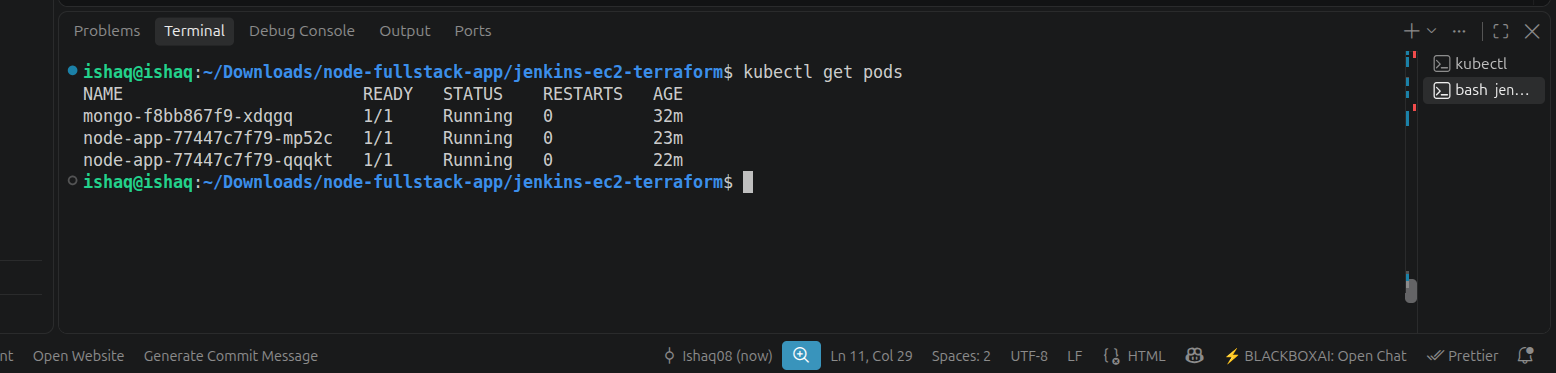 Problems Terminal Debug Console Output Ports
ishaq@ishaq:~/Downloads/node-fullstack-app/jenkins-ec2-terraform$ kubectl get pods
kubectl
NAME READY STATUS RESTARTS AGE
bash jen...
mongo-f8bb867f9-xdqgq 1/1 Running 0 32m
node-app-77447c7f79-mp52c 1/1 Running 0 23m
node-app-77447c7f79-qqqkt 1/1 Running 0 22m
ishaq@ishaq:~/Downloads/node-fullstack-app/jenkins-ec2-terraform$
nt Open Website Generate Commit Message Ishaq08 (now) Ln 11, Col 29 Spaces: 2 UTF-8 LF HTML BLACKBOXAI: Open Chat Prettier